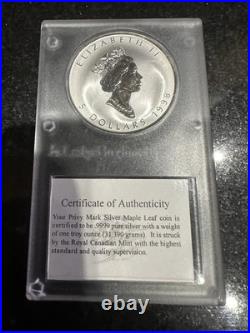 ELIZABETH II
5 DOLLARS 1998
Certificate of Authenticity
Your Privy Mark Silver Maple Leaf coin is
certified to be .9999 pure silver with a weight
of one troy ounce (31.390 grams). It is struck
by the Royal Canadian Mint with the highest
standard and quality supervision.